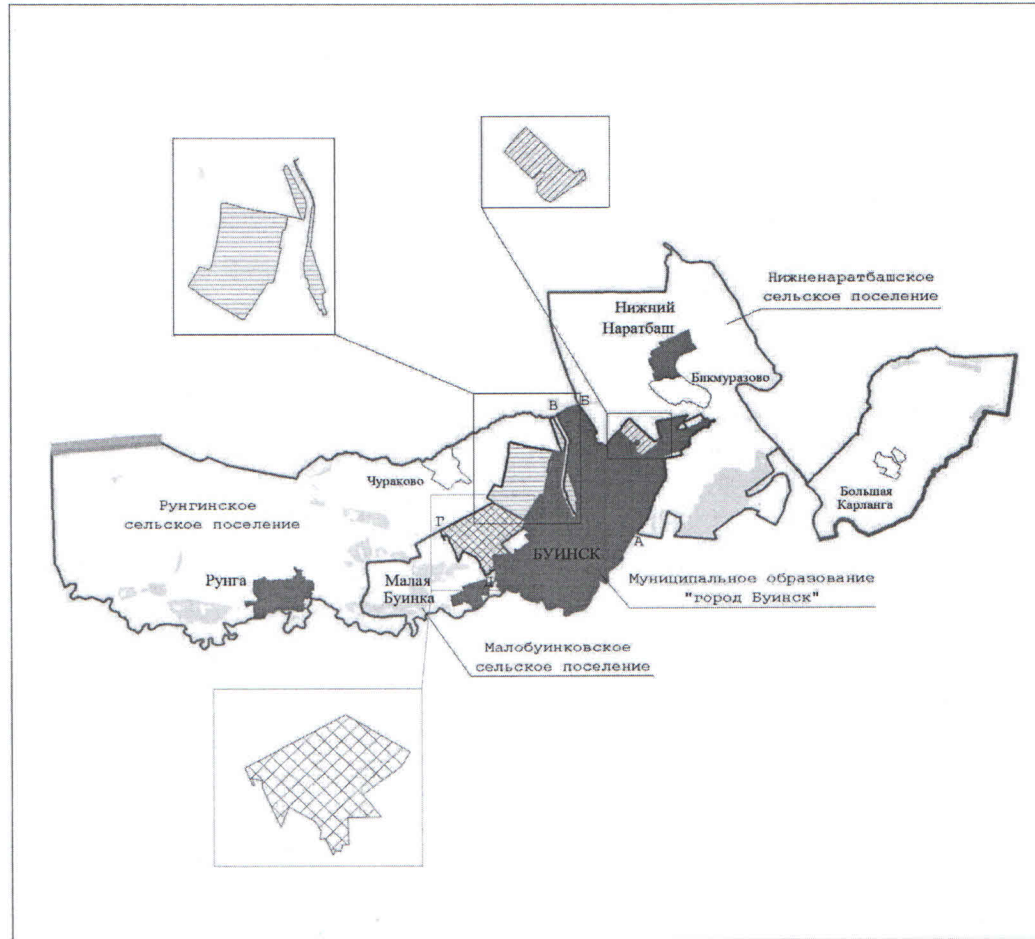 Нижненаратбашское
сельское поселение
Нижний
Наратбаш
Бикмуразово
В
Б
Чураково
Рунгинское
сельское поселение
Г
Большая
Карланга
БУИНСК
А
Рунга
Малая
Буинка
Муниципальное образование
"город Буинск"
Малобуинковское
сельское поселение